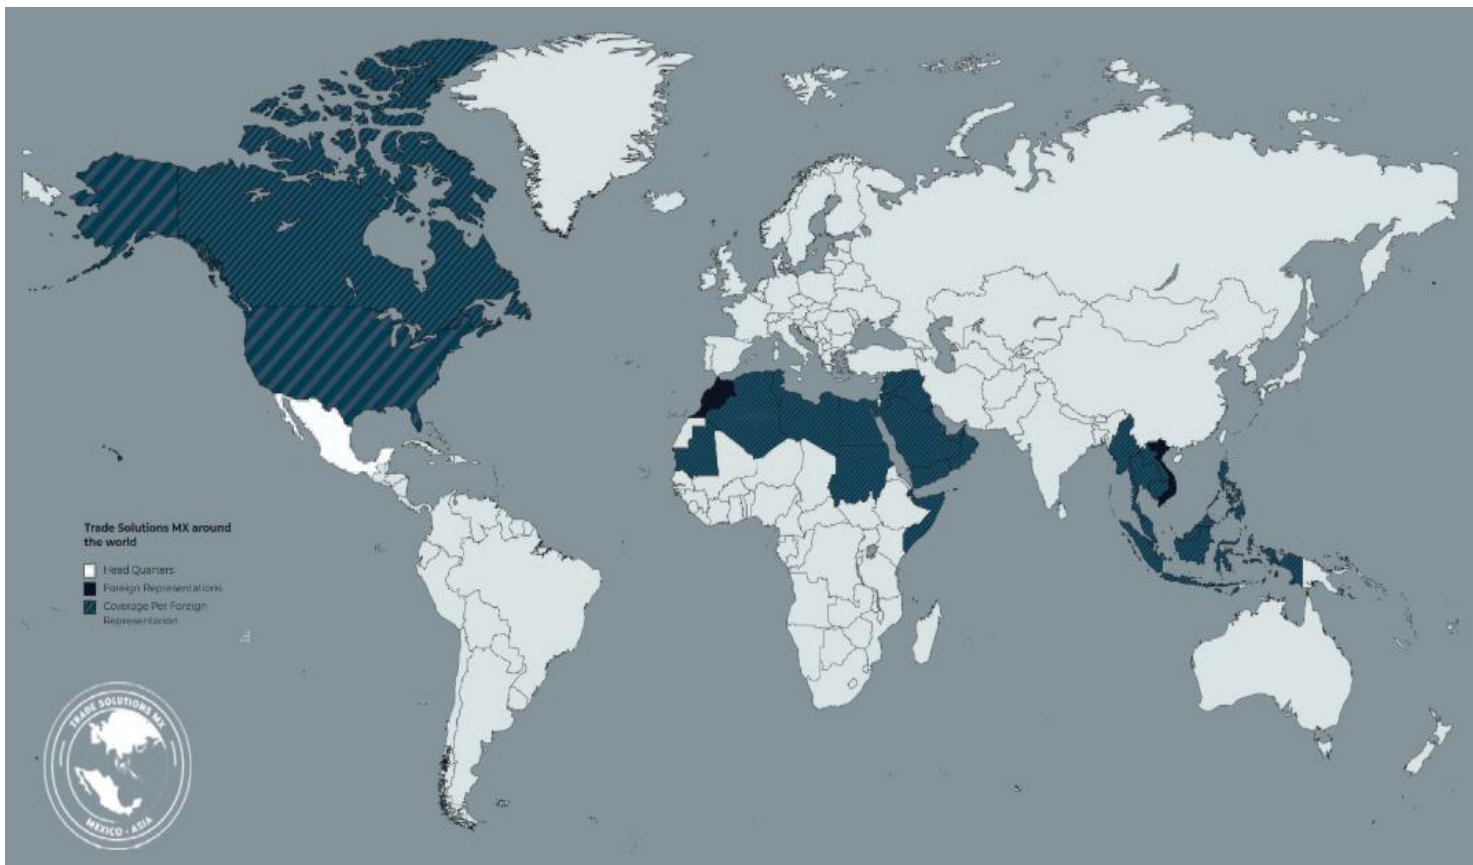 Trade Solutions MX around
the world
Head Quarters
Foreign Representations
Coverage Per Foreign
Representation
TRADE SOLUTIONS MX
MEXICO - ASIA